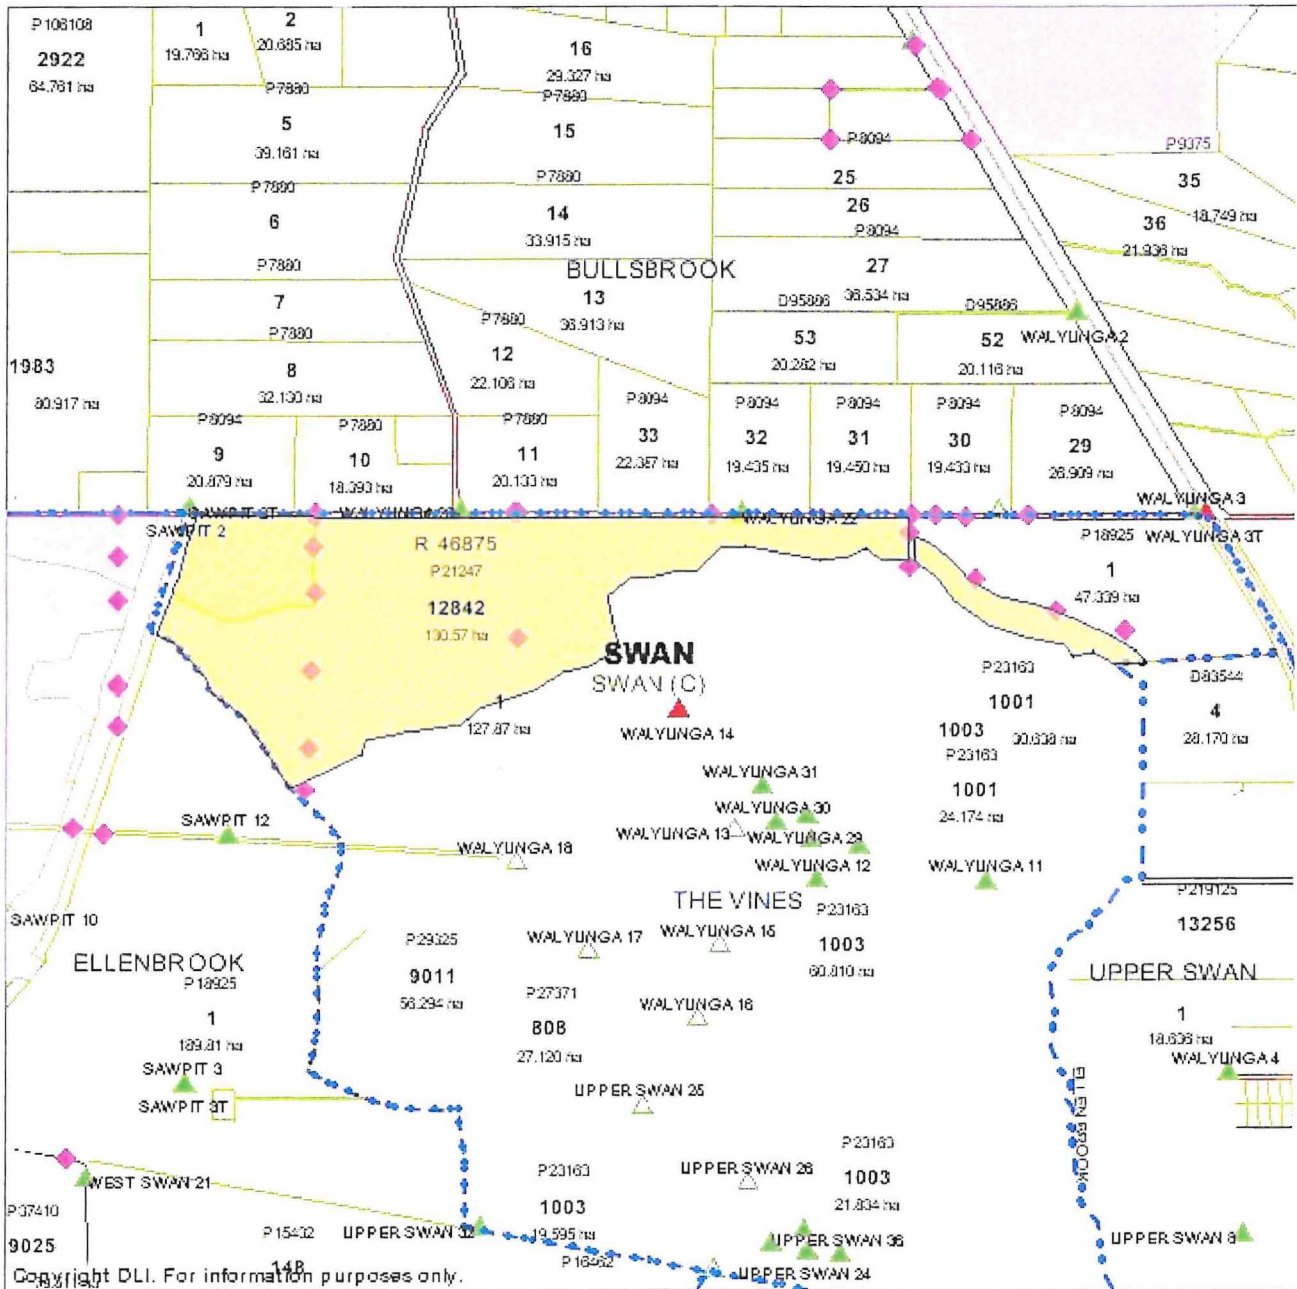 P106108
2922
64.761 ha
1
19.766 ha
2
20.685 ha
P7880
16
29.327 ha
P7880
5
39.161 ha
15
P8094
P9375
35
18.749 ha
P7880
P7880
25
6
14
33.915 ha
26
P8094
36
21.936 ha
P7880
BULLSBROOK
27
36.534 ha
7
13
36.913 ha
D95886
D95886
P7880
P7880
WALYUNGA 2
1983
80.917 ha
8
32.130 ha
12
22.106 ha
53
20.282 ha
52
20.116 ha
P8094
9
20.879 ha
P7880
10
18.393 ha
P7880
11
20.133 ha
P8094
33
22.387 ha
P8094
32
19.435 ha
P8094
31
19.450 ha
P8094
30
19.433 ha
P8094
29
26.909 ha
WALYUNGA 3
WALYUNGA 22
WALYUNGA 3T
SAWPIT 2
R 46875
P21247
12842
130.57 ha
P18925
1
47.339 ha
SWAN
SWAN (C)
1
127.87 ha
WALYUNGA 14
P23163
1001
30.638 ha
1003
P23163
1001
24.174 ha
D83544
4
28.170 ha
WALYUNGA 31
WALYUNGA 30
SAWPIT 12
WALYUNGA 13
WALYUNGA 29
WALYUNGA 18
WALYUNGA 12
WALYUNGA 11
THE VINES
P219125
13256
SAWPIT 10
P23163
1003
60.810 ha
P29325
9011
56.294 ha
WALYUNGA 17
WALYUNGA 15
ELLENBROOK
P18925
1
189.81 ha
UPPER SWAN
1
18.636 ha
P27371
808
27.120 ha
WALYUNGA 16
SAWPIT 3
WALYUNGA 4
SAWPIT 3T
UPPER SWAN 25
ELLEN BROOK
P23163
1003
21.834 ha
WEST SWAN 21
P23163
1003
19.595 ha
UPPER SWAN 26
P37410
9025
P15432
148
UPPER SWAN 32
P16462
UPPER SWAN 36
UPPER SWAN 24
UPPER SWAN 8
Copyright DLI. For information purposes only.